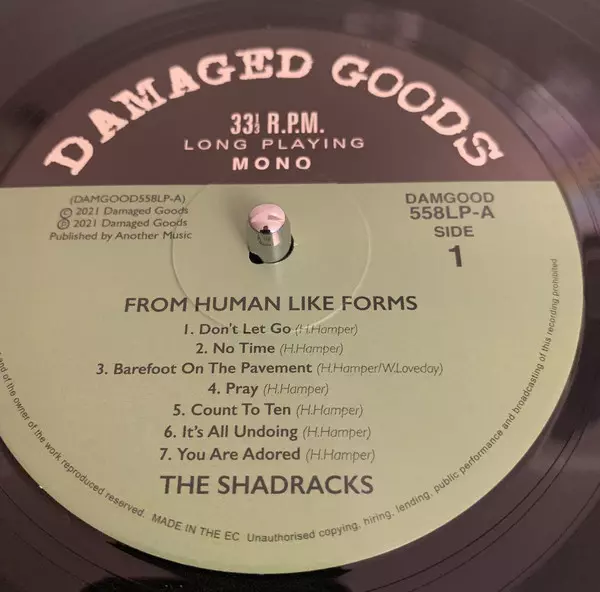 DAMAGED GOODS
33⅓ R.P.M.
LONG PLAYING
MONO
(DAMGOOD558LP-A)
© 2021 Damaged Goods
℗ 2021 Damaged Goods
Published by Another Music
DAMGOOD
558LP-A
SIDE
1
FROM HUMAN LIKE FORMS
1. Don't Let Go (H.Hamper)
2. No Time (H.Hamper)
3. Barefoot On The Pavement (H.Hamper/W.Loveday)
4. Pray (H.Hamper)
5. Count To Ten (H.Hamper)
6. It's All Undoing (H.Hamper)
7. You Are Adored (H.Hamper)
THE SHADRACKS
and of the owner of the work reproduced reserved. MADE IN THE EC Unauthorised copying, hiring, lending, public performance and broadcasting of this recording prohibited